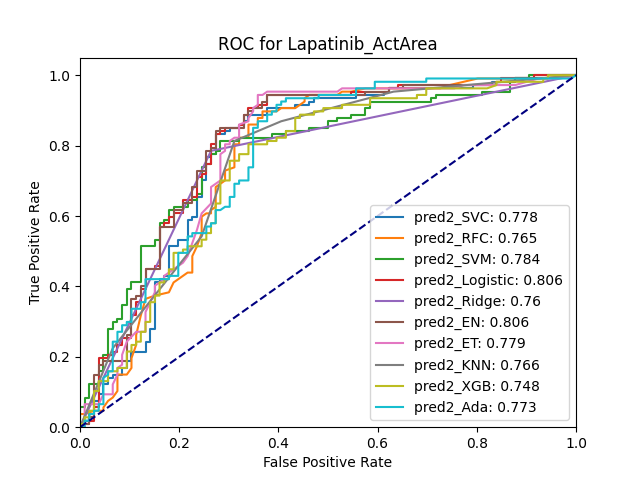 ROC for Lapatinib_ActArea
True Positive Rate
1.0
0.8
0.6
0.4
0.2
0.0
pred2_SVC: 0.778
pred2_RFC: 0.765
pred2_SVM: 0.784
pred2_Logistic: 0.806
pred2_Ridge: 0.76
pred2_EN: 0.806
pred2_ET: 0.779
pred2_KNN: 0.766
pred2_XGB: 0.748
pred2_Ada: 0.773
0.0 0.2 0.4 0.6 0.8 1.0
False Positive Rate